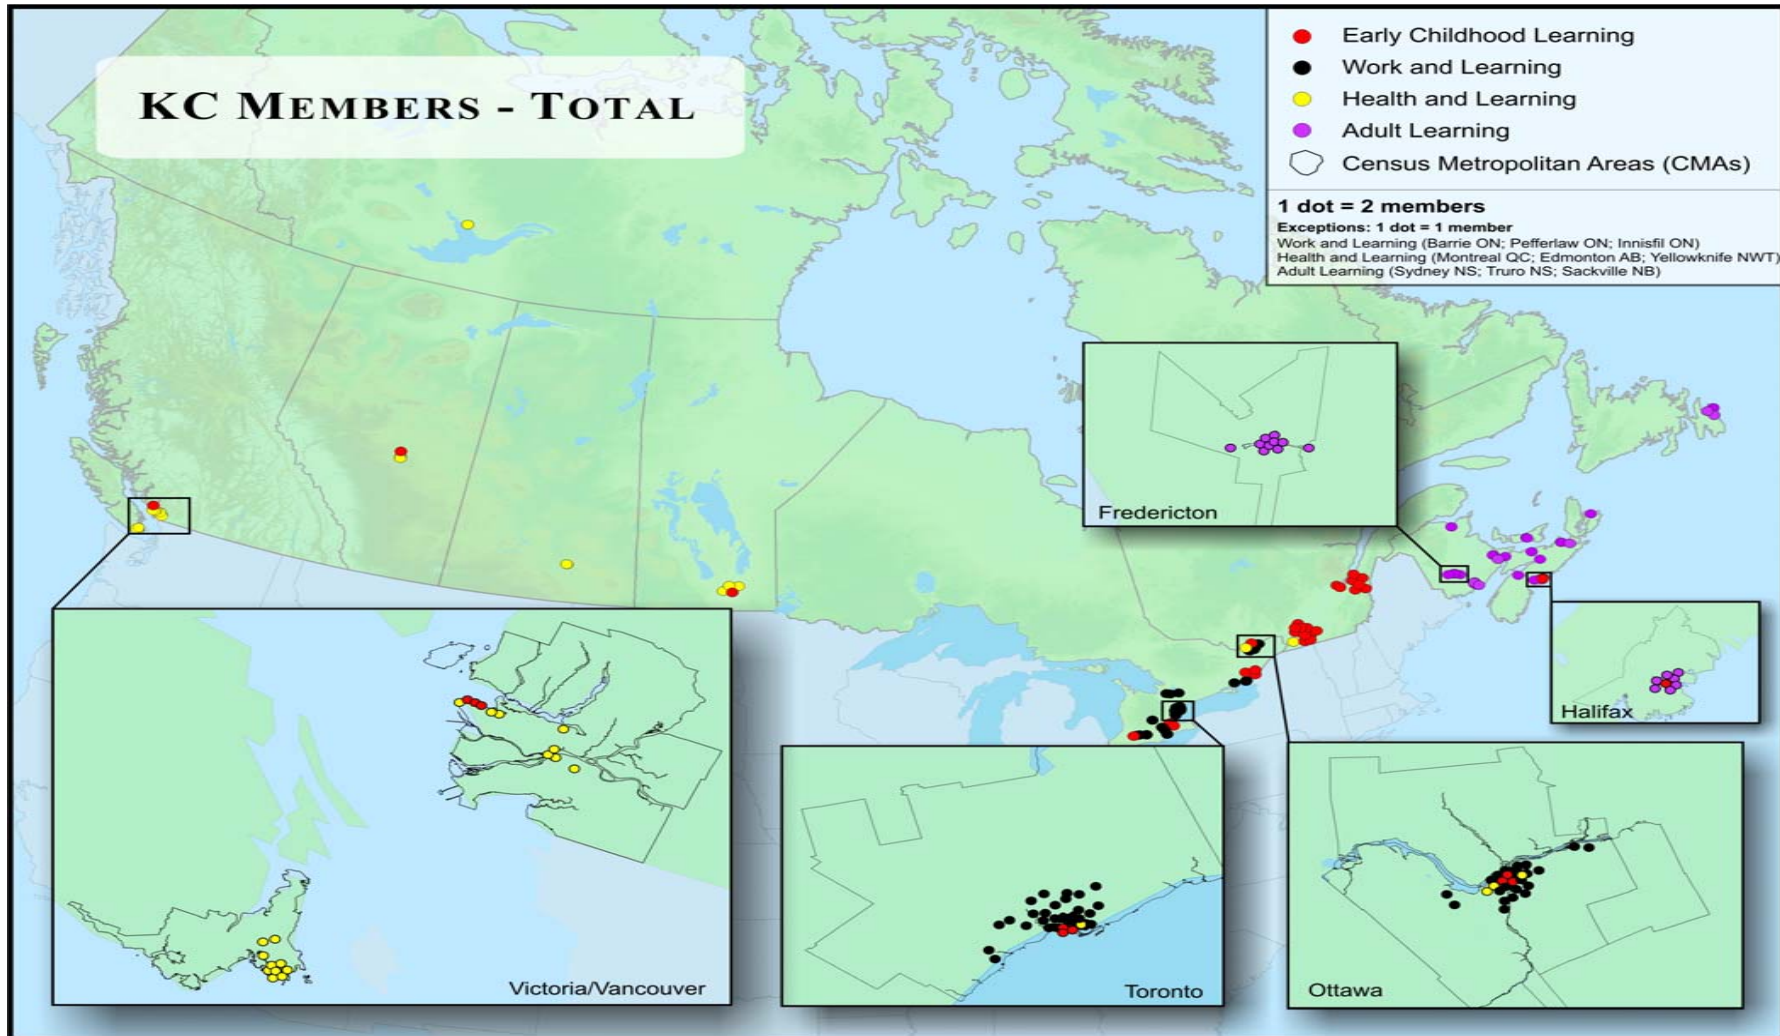 KC MEMBERS - TOTAL
Early Childhood Learning
Work and Learning
Health and Learning
Adult Learning
Census Metropolitan Areas (CMAs)
1 dot = 2 members
Exceptions: 1 dot = 1 member
Work and Learning (Barrie ON; Pefferlaw ON; Innisfil ON)
Health and Learning (Montreal QC; Edmonton AB; Yellowknife NWT)
Adult Learning (Sydney NS; Truro NS; Sackville NB)
Fredericton
Halifax
Victoria/Vancouver
Toronto
Ottawa